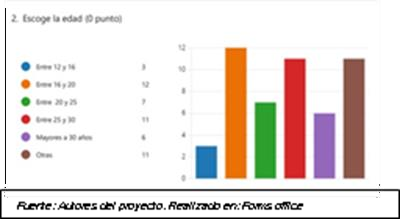 2. Escoge la edad (0 punto)
Entre 12 y 16 3
Entre 16 y 20 12
Entre 20 y 25 7
Entre 25 y 30 11
Mayores a 30 años 6
Otras 11
12
10
8
6
4
2
0
Fuerte: Autores del proyecto. Realizado en: Forms office